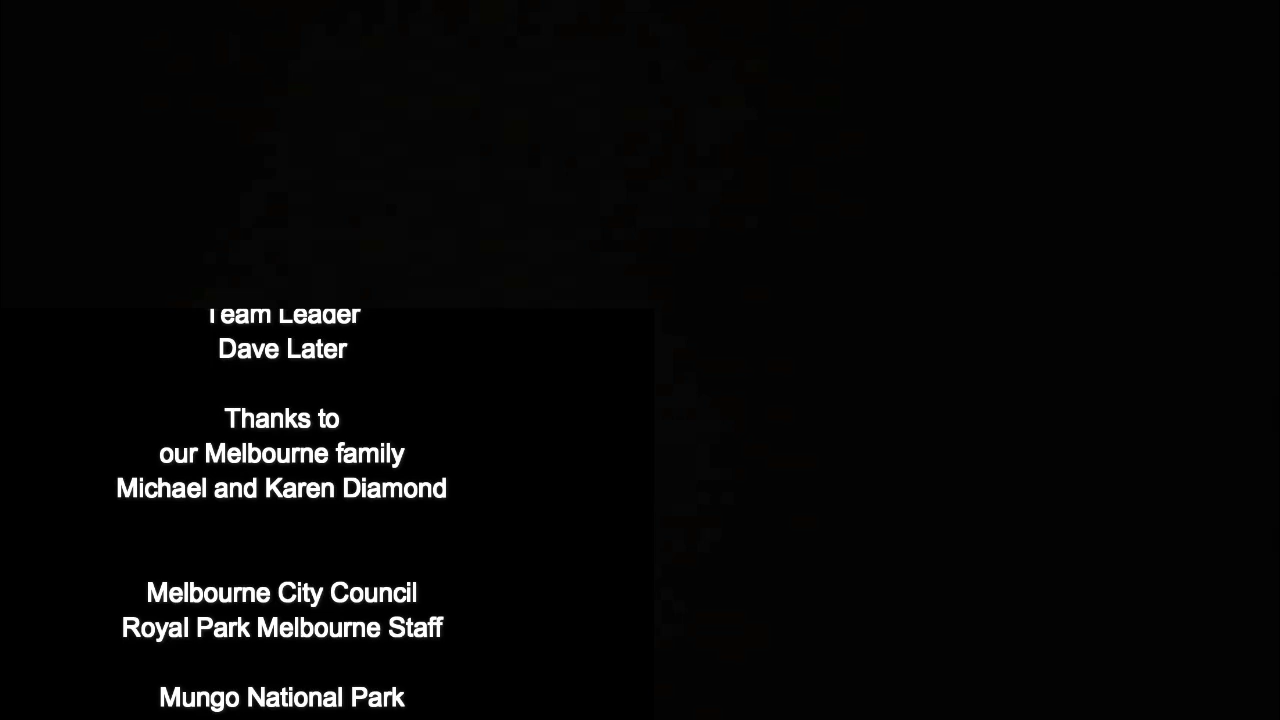 Team Leader
Dave Later
Thanks to
our Melbourne family
Michael and Karen Diamond
Melbourne City Council
Royal Park Melbourne Staff
Mungo National Park